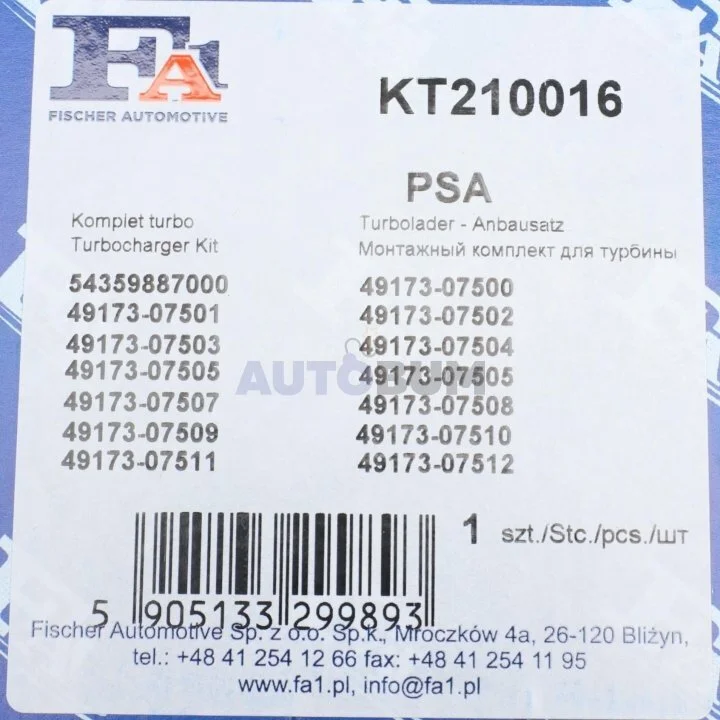 FA1
FISCHER AUTOMOTIVE
KT210016
PSA
Komplet turbo
Turbocharger Kit
Turbolader - Anbausatz
Монтажный комплект для турбины
54359887000 49173-07500
49173-07501 49173-07502
49173-07503 49173-07504
49173-07505 49173-07505
49173-07507 49173-07508
49173-07509 49173-07510
49173-07511 49173-07512
AUTOBUM
1 szt./Stc./pcs./шт
5 905133 299893
Fischer Automotive Sp. z o.o. Sp.k., Mroczków 4a, 26-120 Bliżyn,
tel.: +48 41 254 12 66 fax: +48 41 254 11 95
www.fa1.pl, info@fa1.pl